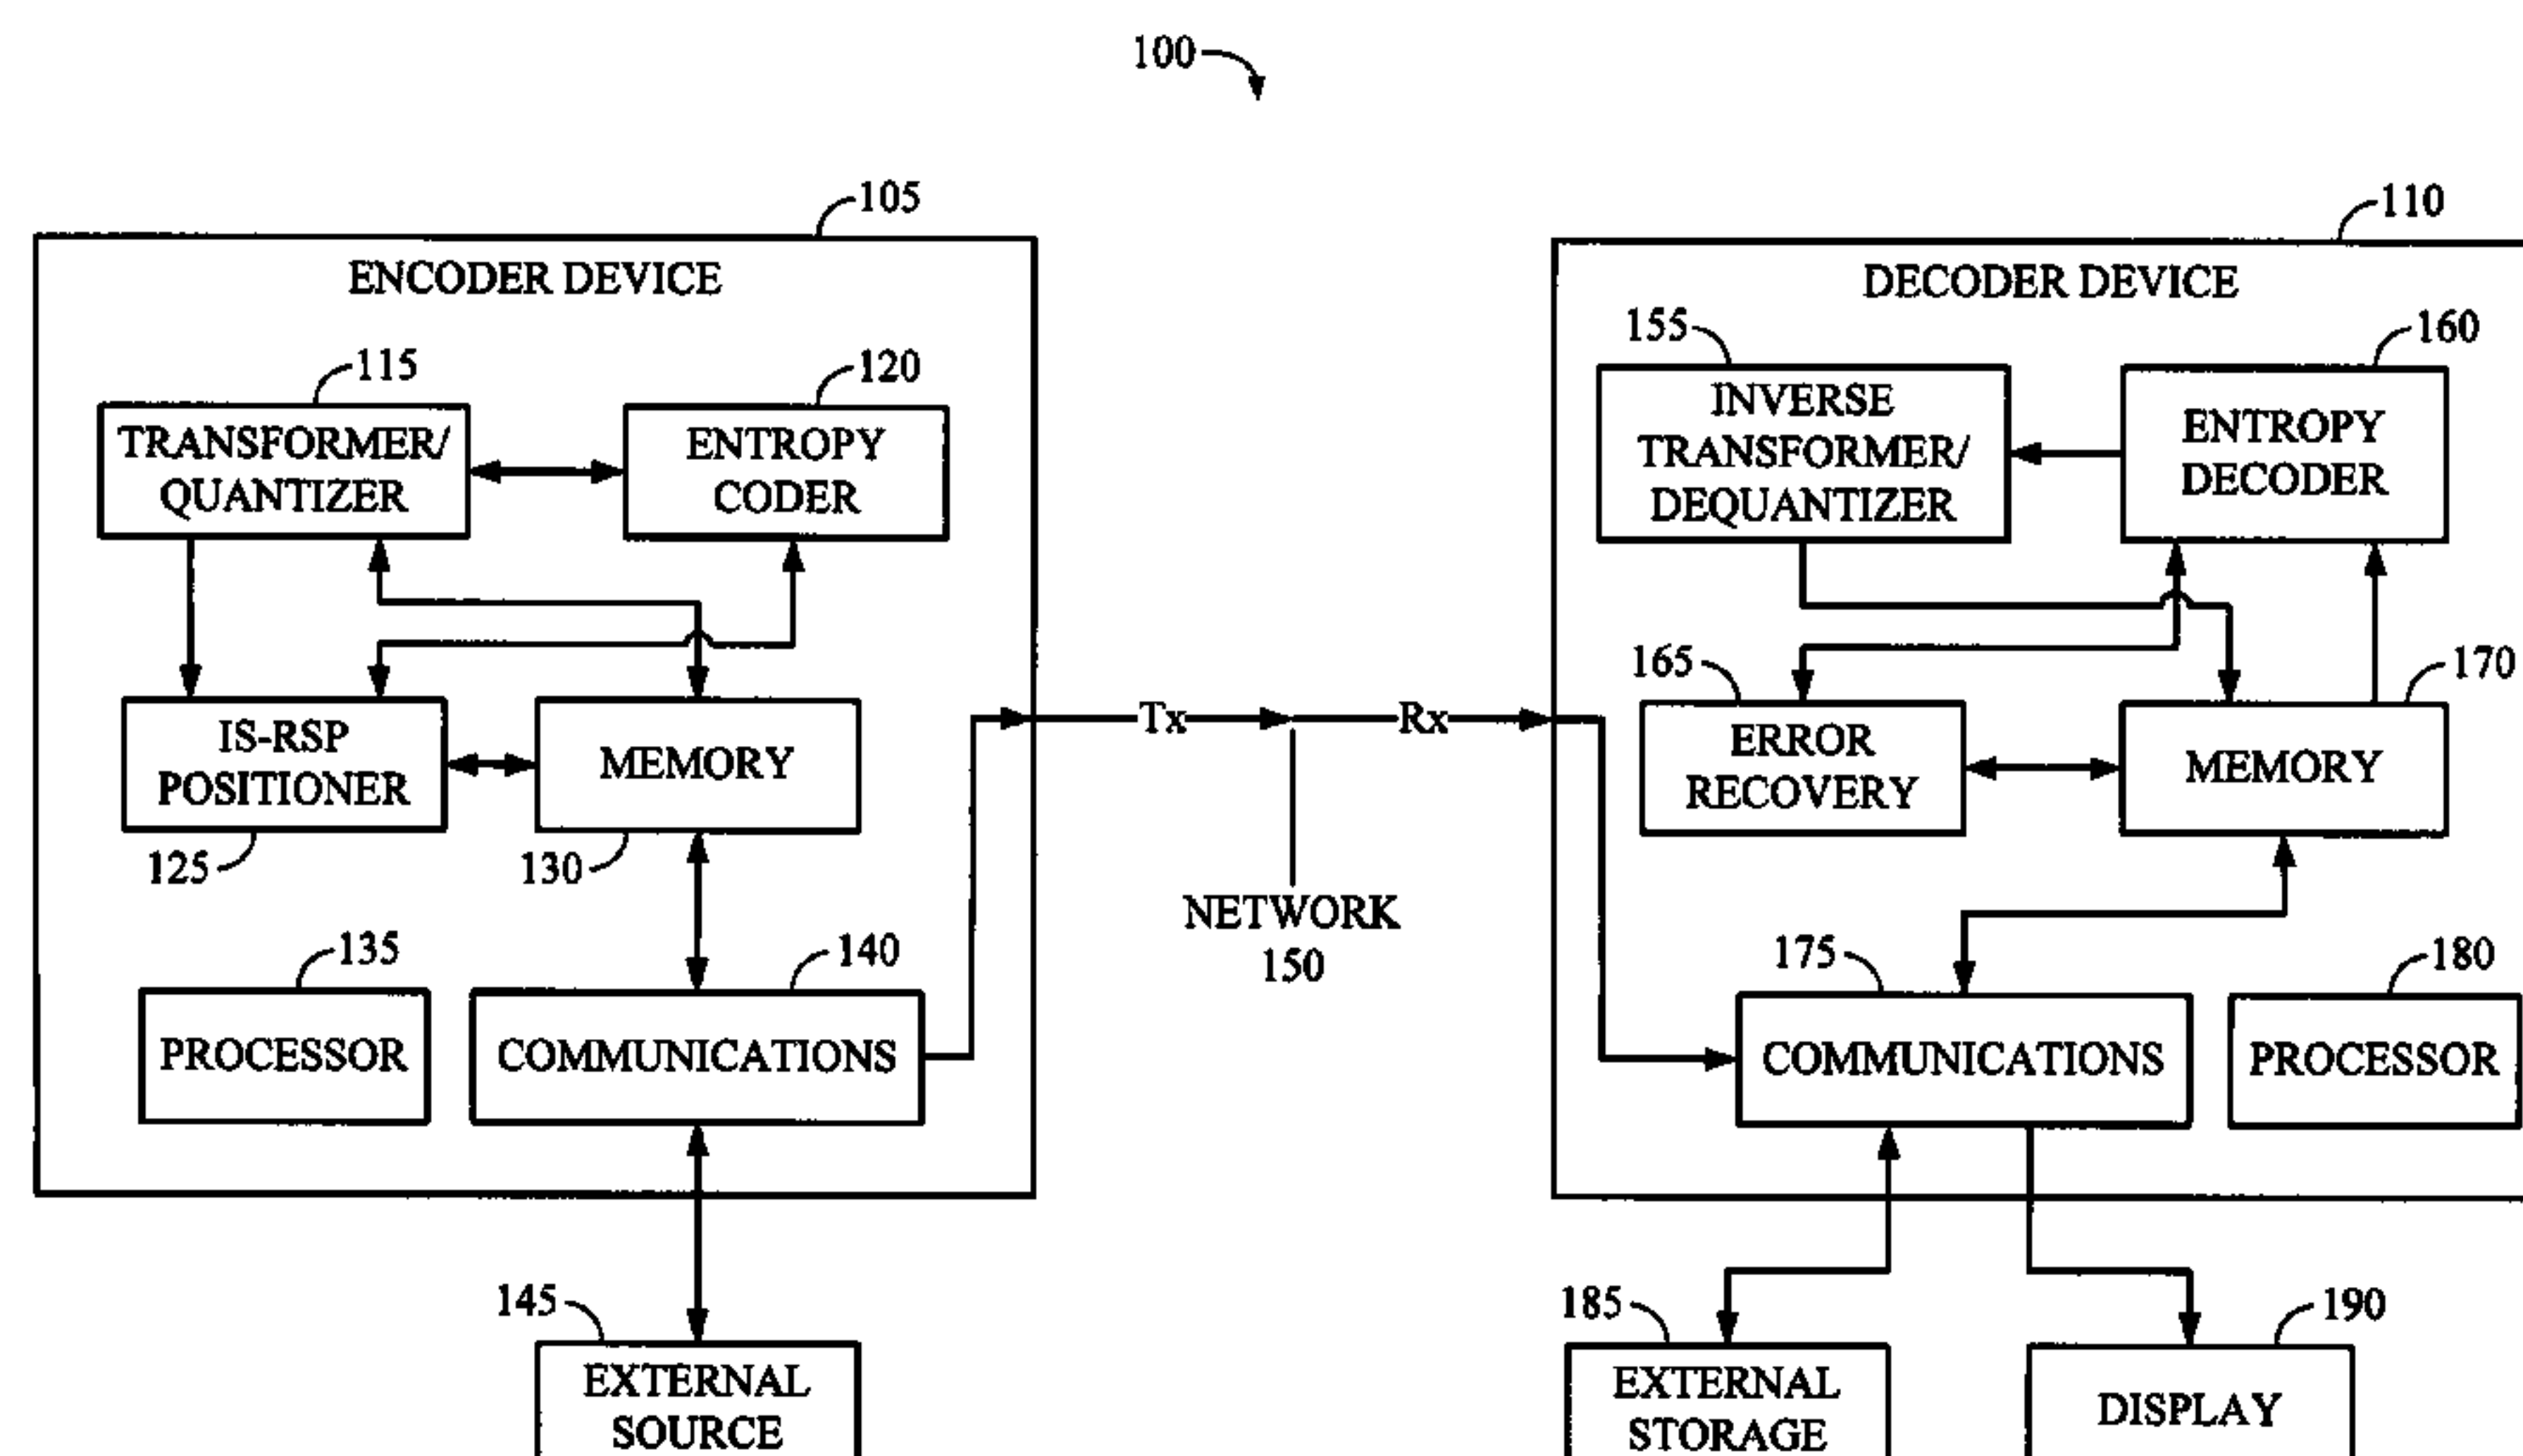 100
105
ENCODER DEVICE
115
TRANSFORMER/
QUANTIZER
120
ENTROPY
CODER
IS-RSP
POSITIONER
125
MEMORY
130
135
PROCESSOR
140
COMMUNICATIONS
145
EXTERNAL
SOURCE
Tx
Rx
NETWORK
150
110
DECODER DEVICE
155
INVERSE
TRANSFORMER/
DEQUANTIZER
160
ENTROPY
DECODER
165
ERROR
RECOVERY
170
MEMORY
175
COMMUNICATIONS
180
PROCESSOR
185
EXTERNAL
STORAGE
190
DISPLAY